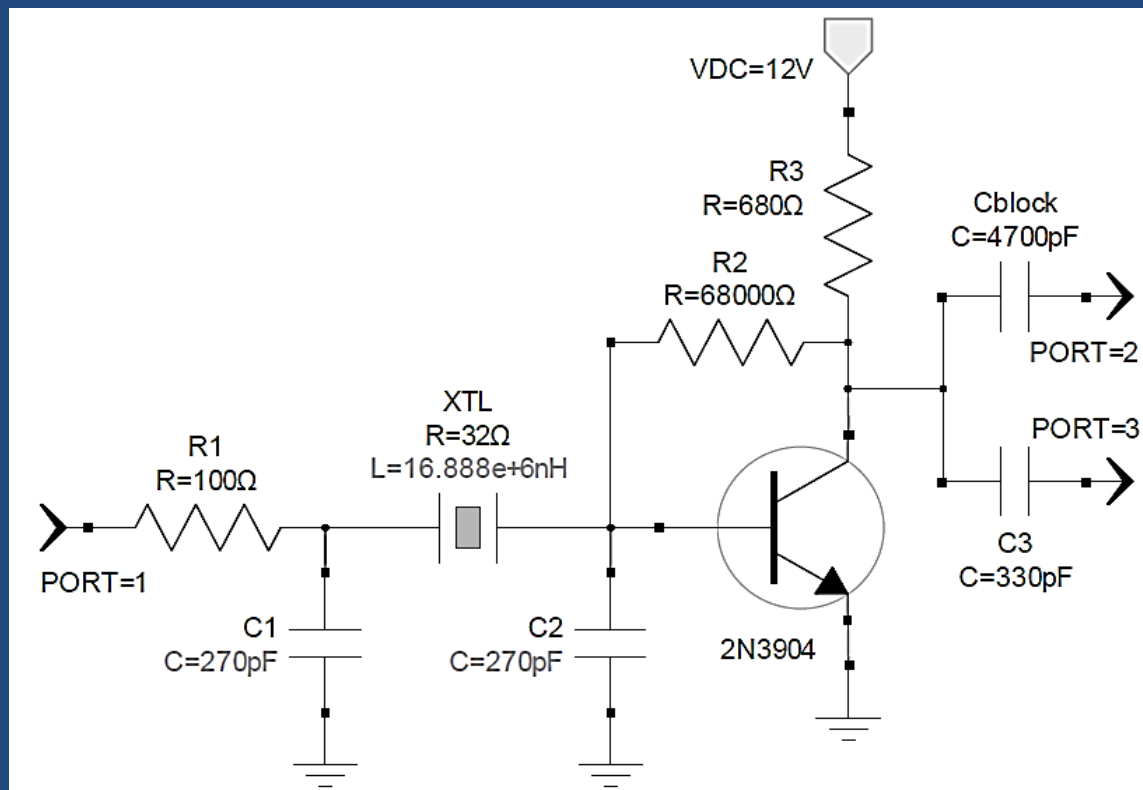 VDC=12V
R3
R=680Ω
Cblock
C=4700pF
R2
R=68000Ω
PORT=2
XTL
R=32Ω
L=16.888e+6nH
PORT=3
R1
R=100Ω
PORT=1
C3
C=330pF
C1
C=270pF
C2
C=270pF
2N3904